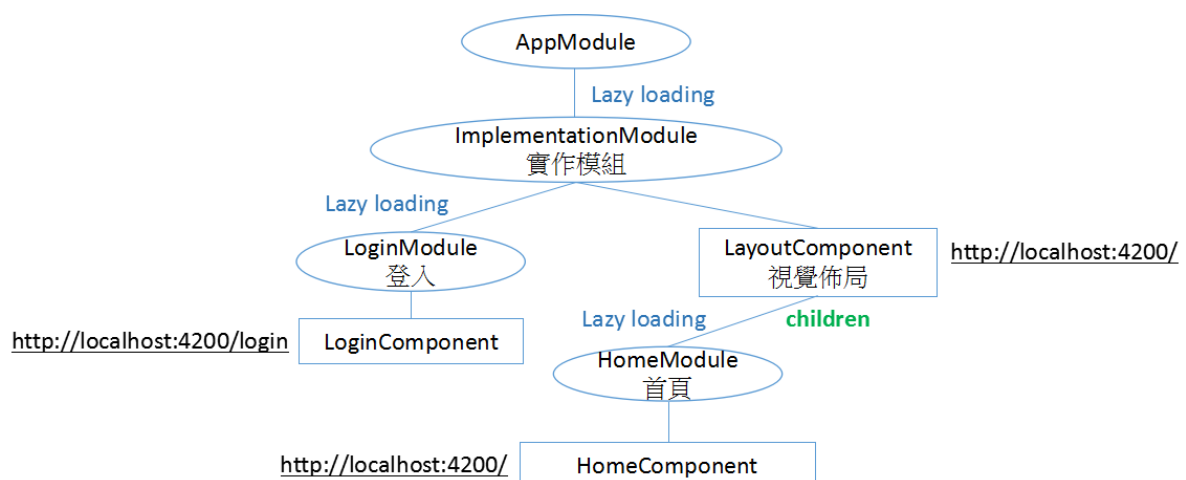 AppModule
Lazy loading
ImplementationModule
實作模組
Lazy loading
LoginModule
登入
LayoutComponent
視覺佈局
http://localhost:4200/
http://localhost:4200/login
LoginComponent
Lazy loading
children
HomeModule
首頁
http://localhost:4200/
HomeComponent